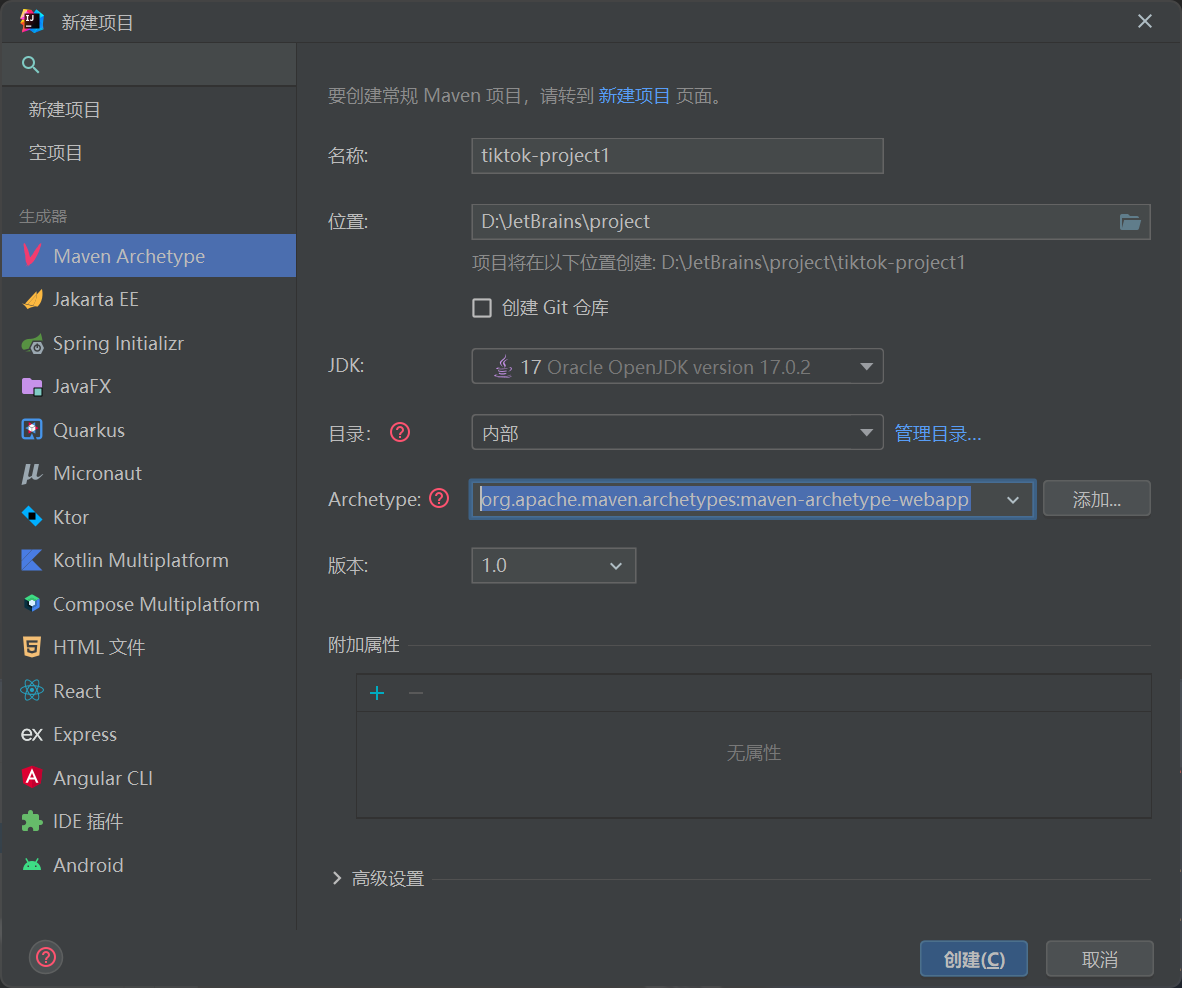 新建项目
新建项目
空项目
生成器
Maven Archetype
Jakarta EE
Spring Initializr
JavaFX
Quarkus
Micronaut
Ktor
Kotlin Multiplatform
Compose Multiplatform
HTML 文件
React
Express
Angular CLI
IDE 插件
Android
要创建常规 Maven 项目，请转到 新建项目 页面。
名称: tiktok-project1
位置: D:\JetBrains\project
项目将在以下位置创建: D:\JetBrains\project\tiktok-project1
创建 Git 仓库
JDK: 17 Oracle OpenJDK version 17.0.2
目录: 内部 管理目录...
Archetype: org.apache.maven.archetypes:maven-archetype-webapp 添加...
版本: 1.0
附加属性
无属性
高级设置
创建(C) 取消